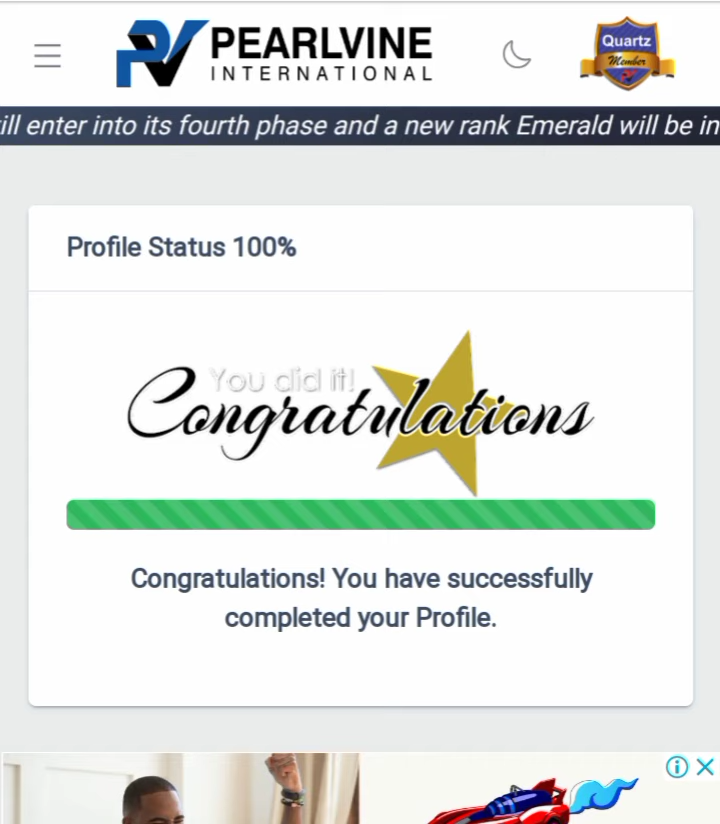 PV PEARLVINE
INTERNATIONAL
Quartz
Member
ill enter into its fourth phase and a new rank Emerald will be in
Profile Status 100%
You did it!
Congratulations
Congratulations! You have successfully
completed your Profile.